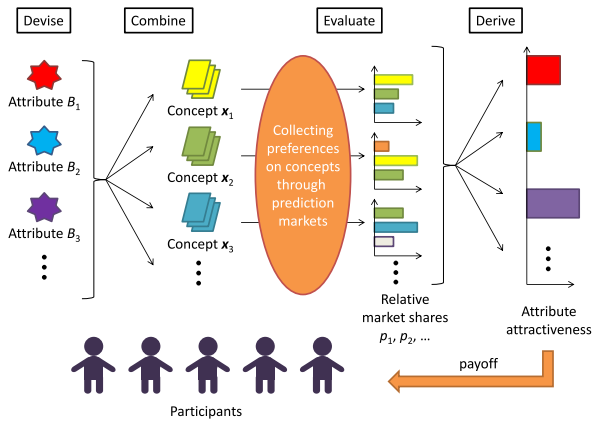 Devise
Combine
Evaluate
Derive
Attribute B1
Attribute B2
Attribute B3
Concept x1
Concept x2
Concept x3
Collecting
preferences
on concepts
through
prediction
markets
Relative
market shares
p1, p2, …
Attribute
attractiveness
payoff
Participants